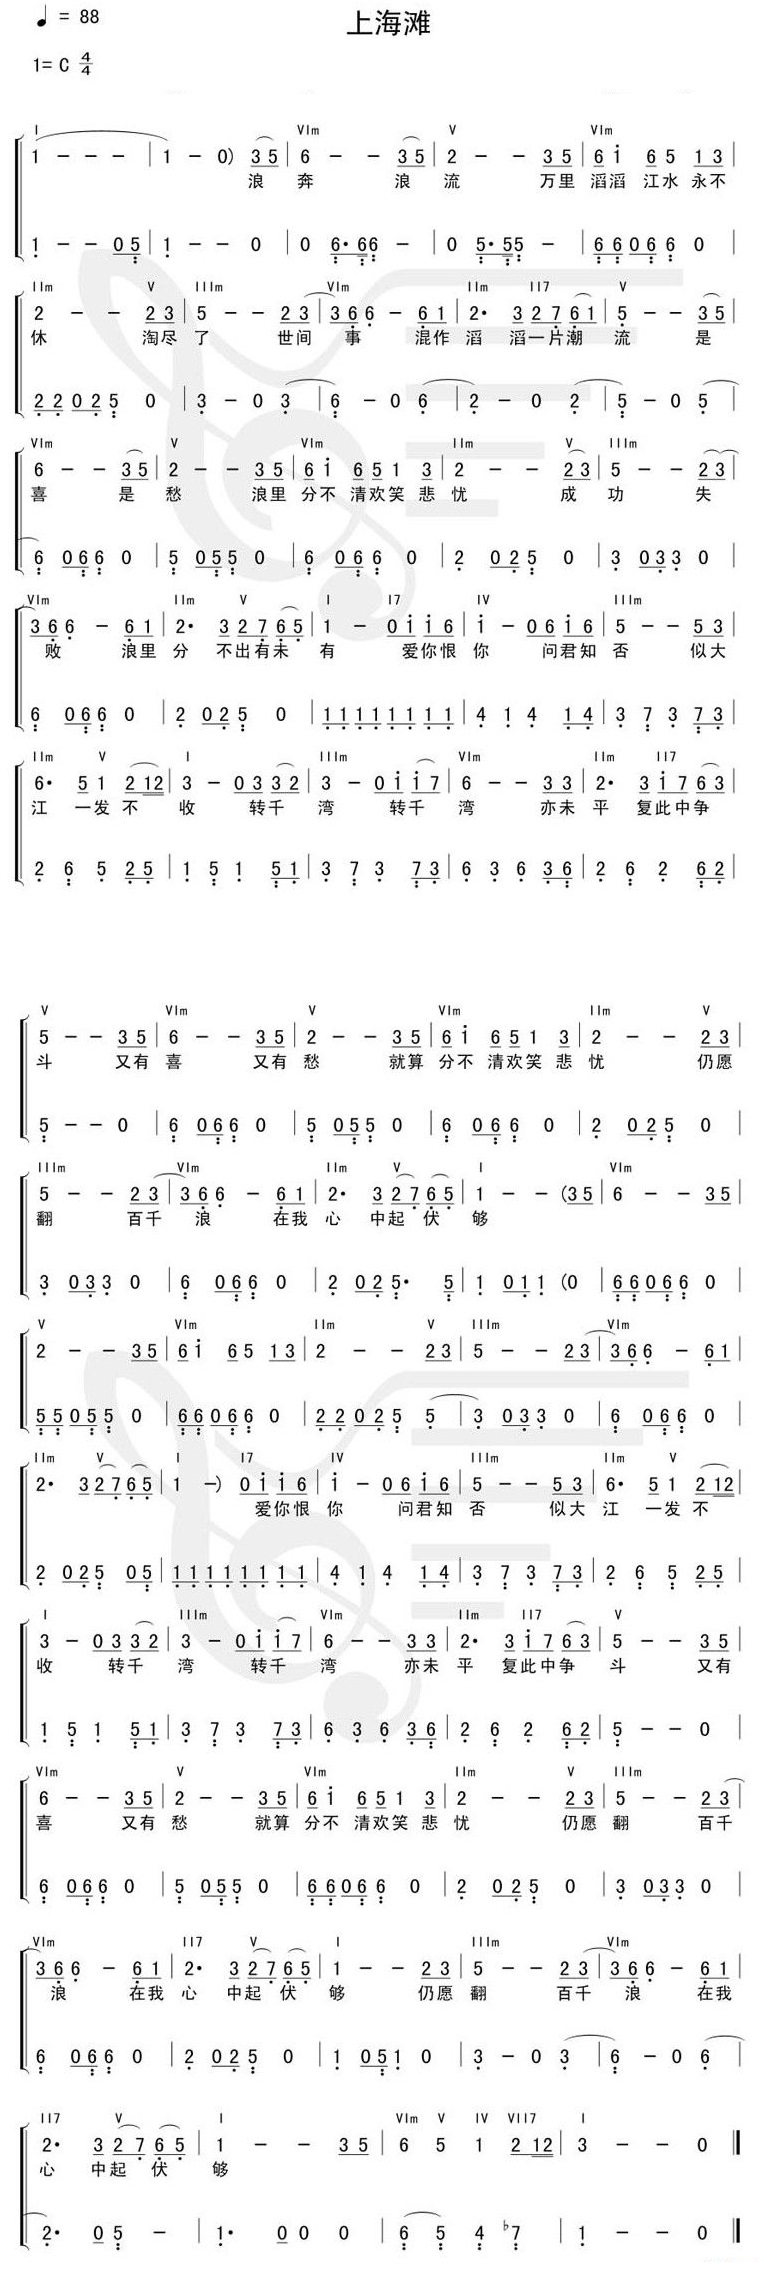 ♩ = 88
上海滩
1= C 4/4
I VIm V VIm
1 - - - | 1 - 0) 3 5 | 6 - - 3 5 | 2 - - 3 5 | 6 i 6 5 1 3 |
浪 奔 浪 流 万里 滔滔 江水 永不
1 - - 0 5 | 1 - - 0 | 0 6· 6 6 - | 0 5· 5 5 - | 6 6 0 6 6 0 |
IIm V IIIm VIm IIm II7 V
2 - - 2 3 | 5 - - 2 3 | 3 6 6 - 6 1 | 2· 3 2 7 6 1 | 5 - - 3 5 |
休 淘尽 了 世间 事 混作 滔 滔一片潮 流 是
2 2 0 2 5 0 | 3 - 0 3 | 6 - 0 6 | 2 - 0 2 | 5 - 0 5 |
VIm V VIm IIm V IIIm
6 - - 3 5 | 2 - - 3 5 | 6 i 6 5 1 3 | 2 - - 2 3 | 5 - - 2 3 |
喜 是 愁 浪里 分不 清欢笑 悲 忧 成 功 失
6 0 6 6 0 | 5 0 5 5 0 | 6 0 6 6 0 | 2 0 2 5 0 | 3 0 3 3 0 |
VIm IIm V I I7 IV IIIm
3 6 6 - 6 1 | 2· 3 2 7 6 5 | 1 - 0 i i 6 | i - 0 6 i 6 | 5 - - 5 3 |
败 浪里 分 不出有未 有 爱你恨 你 问君知 否 似大
6 0 6 6 0 | 2 0 2 5 0 | 1 1 1 1 1 1 1 1 | 4 1 4 1 4 | 3 7 3 7 3 |
IIm V I IIIm VIm IIm II7
6· 5 1 2 1 2 | 3 - 0 3 3 2 | 3 - 0 i i 7 | 6 - - 3 3 | 2· 3 i 7 6 3 |
江 一发 不 收 转千 湾 转千 湾 亦未 平 复此中争
2 6 5 2 5 | 1 5 1 5 1 | 3 7 3 7 3 | 6 3 6 3 6 | 2 6 2 6 2 |
V VIm V VIm IIm V
5 - - 3 5 | 6 - - 3 5 | 2 - - 3 5 | 6 i 6 5 1 3 | 2 - - 2 3 |
斗 又有 喜 又有 愁 就算 分不 清欢笑 悲 忧 仍愿
5 - - 0 | 6 0 6 6 0 | 5 0 5 5 0 | 6 0 6 6 0 | 2 0 2 5 0 |
IIIm VIm IIm V I VIm
5 - - 2 3 | 3 6 6 - 6 1 | 2· 3 2 7 6 5 | 1 - - (3 5 | 6 - - 3 5 |
翻 百千 浪 在我 心 中起 伏 够
3 0 3 3 0 | 6 0 6 6 0 | 2 0 2 5· 5 | 1 0 1 1 (0 | 6 6 0 6 6 0 |
V VIm IIm V IIIm VIm
2 - - 3 5 | 6 i 6 5 1 3 | 2 - - 2 3 | 5 - - 2 3 | 3 6 6 - 6 1 |
5 5 0 5 5 0 | 6 6 0 6 6 0 | 2 2 0 2 5 5 | 3 0 3 3 0 | 6 0 6 6 0 |
IIm V I I7 IV IIIm IIm V
2· 3 2 7 6 5 | 1 -) 0 i i 6 | i - 0 6 i 6 | 5 - - 5 3 | 6· 5 1 2 1 2 |
爱你恨 你 问君知 否 似大 江 一发 不
2 0 2 5 0 5 | 1 1 1 1 1 1 1 1 | 4 1 4 1 4 | 3 7 3 7 3 | 2 6 5 2 5 |
I IIIm VIm IIm II7 V
3 - 0 3 3 2 | 3 - 0 i i 7 | 6 - - 3 3 | 2· 3 i 7 6 3 | 5 - - 3 5 |
收 转千 湾 转千 湾 亦未 平 复此中争 斗 又有
1 5 1 5 1 | 3 7 3 7 3 | 6 3 6 3 6 | 2 6 2 6 2 | 5 - - 0 |
VIm V VIm IIm V IIIm
6 - - 3 5 | 2 - - 3 5 | 6 i 6 5 1 3 | 2 - - 2 3 | 5 - - 2 3 |
喜 又有 愁 就算 分不 清欢笑 悲 忧 仍愿 翻 百千
6 0 6 6 0 | 5 0 5 5 0 | 6 6 0 6 6 0 | 2 0 2 5 0 | 3 0 3 3 0 |
VIm II7 V I IIIm VIm
3 6 6 - 6 1 | 2· 3 2 7 6 5 | 1 - - 2 3 | 5 - - 2 3 | 3 6 6 - 6 1 |
浪 在我 心 中起 伏 够 仍愿 翻 百千 浪 在我
6 0 6 6 0 | 2 0 2 5 0 | 1 0 5 1 0 | 3 - 0 3 | 6 - 0 6 |
II7 V I VIm V IV VII7 I
2· 3 2 7 6 5 | 1 - - 3 5 | 6 5 1 2 1 2 | 3 - - 0 ‖
心 中起 伏 够
2· 0 5 - | 1· 0 0 0 | 6 5 4 ♭7 | 1 - - 0 ‖